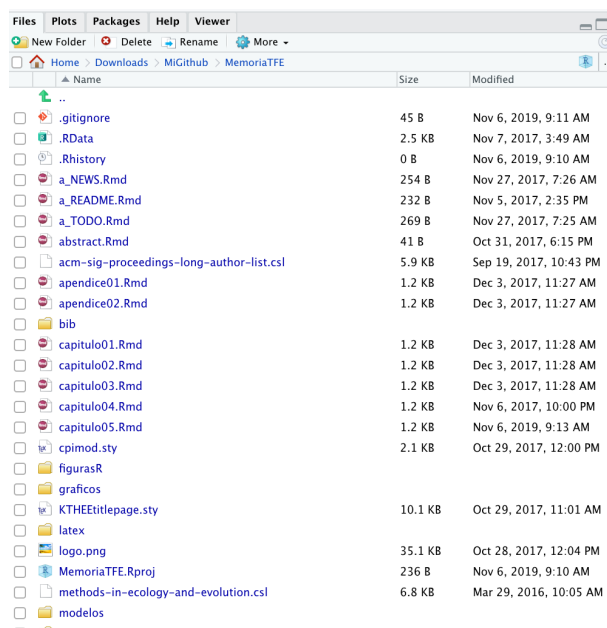 Files Plots Packages Help Viewer
New Folder Delete Rename More
Home Downloads MiGithub MemoriaTFE
Name Size Modified
..
.gitignore 45 B Nov 6, 2019, 9:11 AM
.RData 2.5 KB Nov 7, 2017, 3:49 AM
.Rhistory 0 B Nov 6, 2019, 9:10 AM
a_NEWS.Rmd 254 B Nov 27, 2017, 7:26 AM
a_README.Rmd 232 B Nov 5, 2017, 2:35 PM
a_TODO.Rmd 269 B Nov 27, 2017, 7:25 AM
abstract.Rmd 41 B Oct 31, 2017, 6:15 PM
acm-sig-proceedings-long-author-list.csl 5.9 KB Sep 19, 2017, 10:43 PM
apendice01.Rmd 1.2 KB Dec 3, 2017, 11:27 AM
apendice02.Rmd 1.2 KB Dec 3, 2017, 11:27 AM
bib
capitulo01.Rmd 1.2 KB Dec 3, 2017, 11:28 AM
capitulo02.Rmd 1.2 KB Dec 3, 2017, 11:28 AM
capitulo03.Rmd 1.2 KB Dec 3, 2017, 11:28 AM
capitulo04.Rmd 1.2 KB Nov 6, 2017, 10:00 PM
capitulo05.Rmd 1.2 KB Nov 6, 2019, 9:13 AM
cpimod.sty 2.1 KB Oct 29, 2017, 12:00 PM
figurasR
graficos
KTHEEtitlepage.sty 10.1 KB Oct 29, 2017, 11:01 AM
latex
logo.png 35.1 KB Oct 28, 2017, 12:04 PM
MemoriaTFE.Rproj 236 B Nov 6, 2019, 9:10 AM
methods-in-ecology-and-evolution.csl 6.8 KB Mar 29, 2016, 10:05 AM
modelos